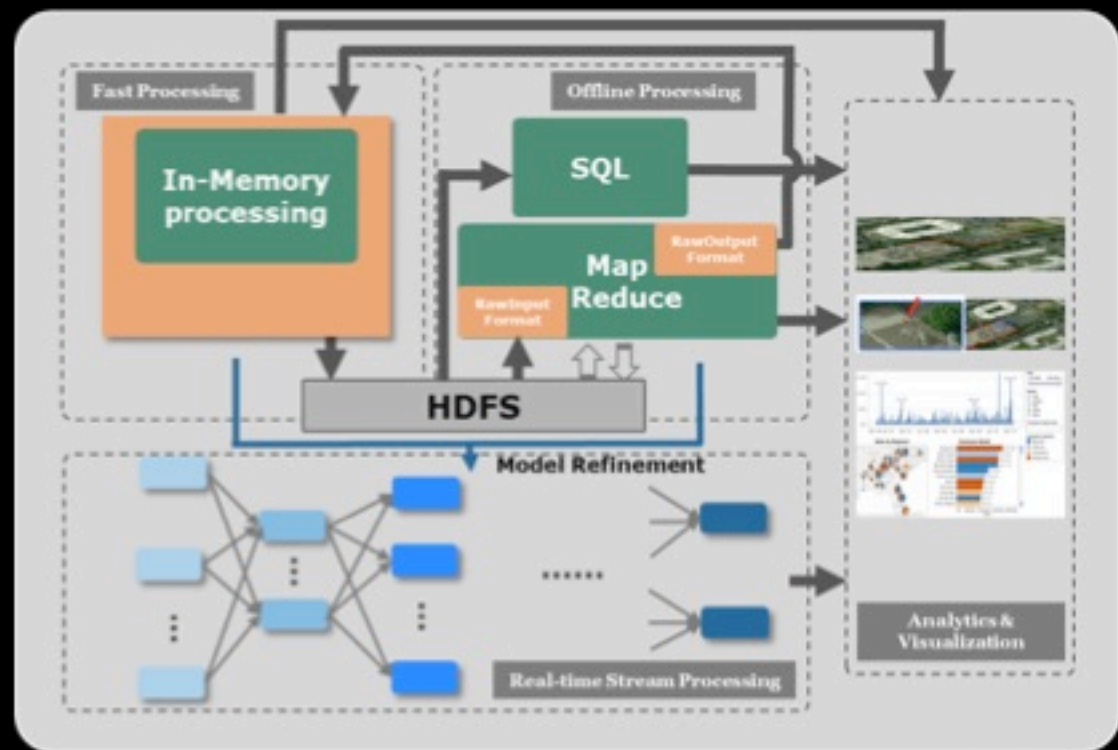 Fast Processing
Offline Processing
In-Memory
processing
SQL
Map
Reduce
RawOutput
Format
RawInput
Format
HDFS
Model Refinement
Real-time Stream Processing
Analytics &
Visualization